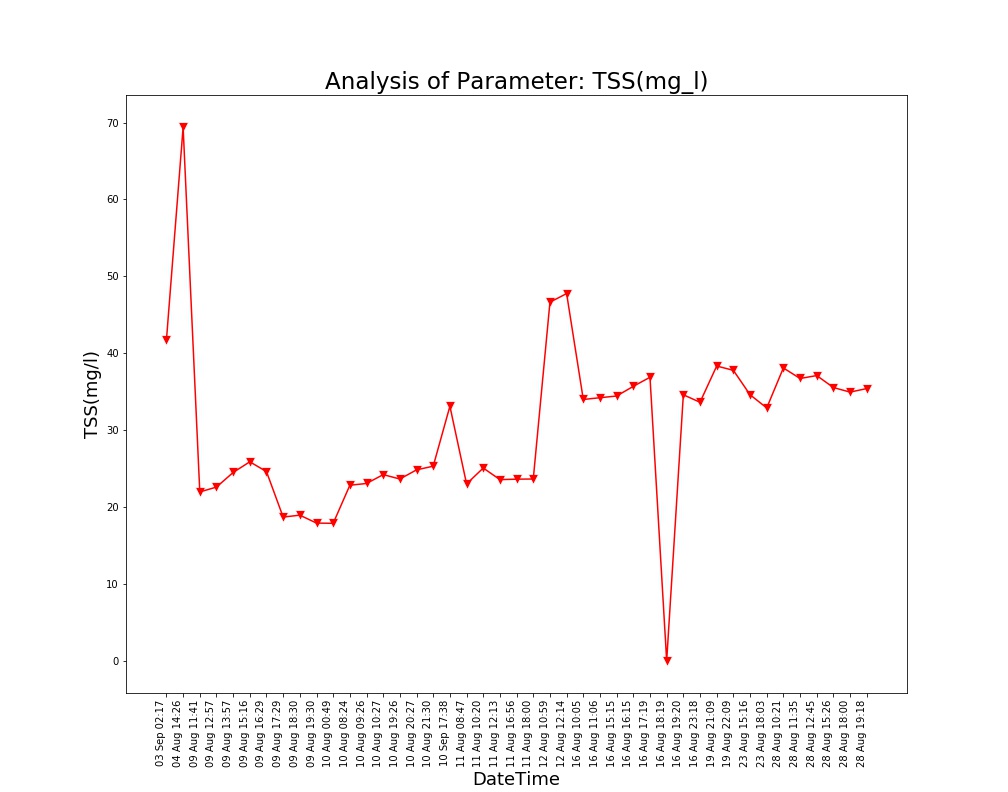 Analysis of Parameter: TSS(mg_l)
TSS(mg/l)
70
60
50
40
30
20
10
0
03 Sep 02:17
04 Aug 14:26
09 Aug 11:41
09 Aug 12:57
09 Aug 13:57
09 Aug 15:16
09 Aug 16:29
09 Aug 17:29
09 Aug 18:30
09 Aug 19:30
10 Aug 00:49
10 Aug 08:24
10 Aug 09:26
10 Aug 10:27
10 Aug 19:26
10 Aug 20:27
10 Aug 21:30
10 Sep 17:38
11 Aug 08:47
11 Aug 10:20
11 Aug 12:13
11 Aug 16:56
11 Aug 18:00
12 Aug 10:59
12 Aug 12:14
16 Aug 10:05
16 Aug 11:06
16 Aug 15:15
16 Aug 16:15
16 Aug 17:19
16 Aug 18:19
16 Aug 19:20
16 Aug 23:18
19 Aug 21:09
19 Aug 22:09
23 Aug 15:16
23 Aug 18:03
28 Aug 10:21
28 Aug 11:35
28 Aug 12:45
28 Aug 15:26
28 Aug 18:00
28 Aug 19:18
DateTime